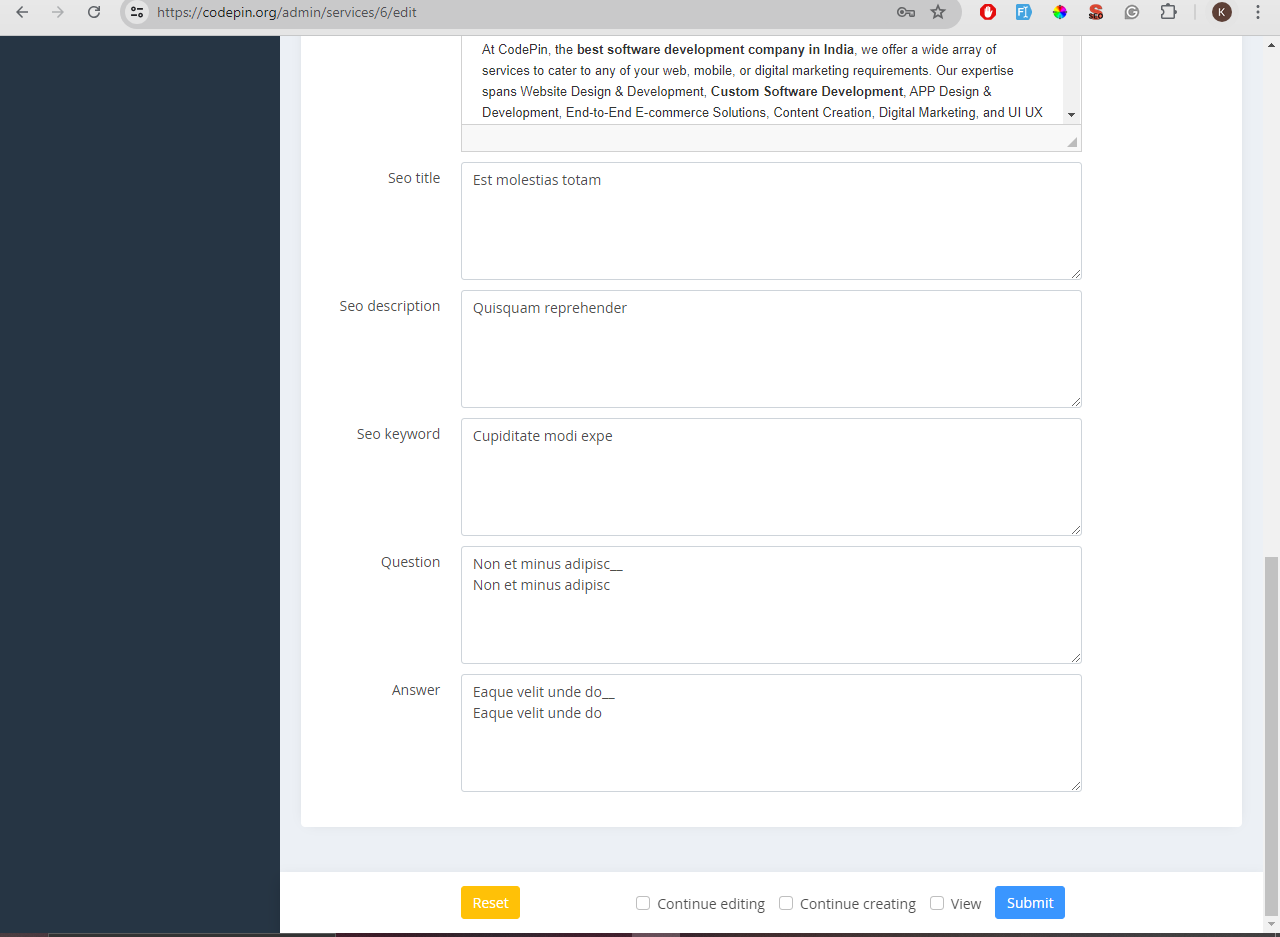 https://codepin.org/admin/services/6/edit
K
At CodePin, the best software development company in India, we offer a wide array of
services to cater to any of your web, mobile, or digital marketing requirements. Our expertise
spans Website Design & Development, Custom Software Development, APP Design &
Development, End-to-End E-commerce Solutions, Content Creation, Digital Marketing, and UI UX
Seo title
Est molestias totam
Seo description
Quisquam reprehender
Seo keyword
Cupiditate modi expe
Question
Non et minus adipisc__
Non et minus adipisc
Answer
Eaque velit unde do__
Eaque velit unde do
Reset
Continue editing
Continue creating
View
Submit